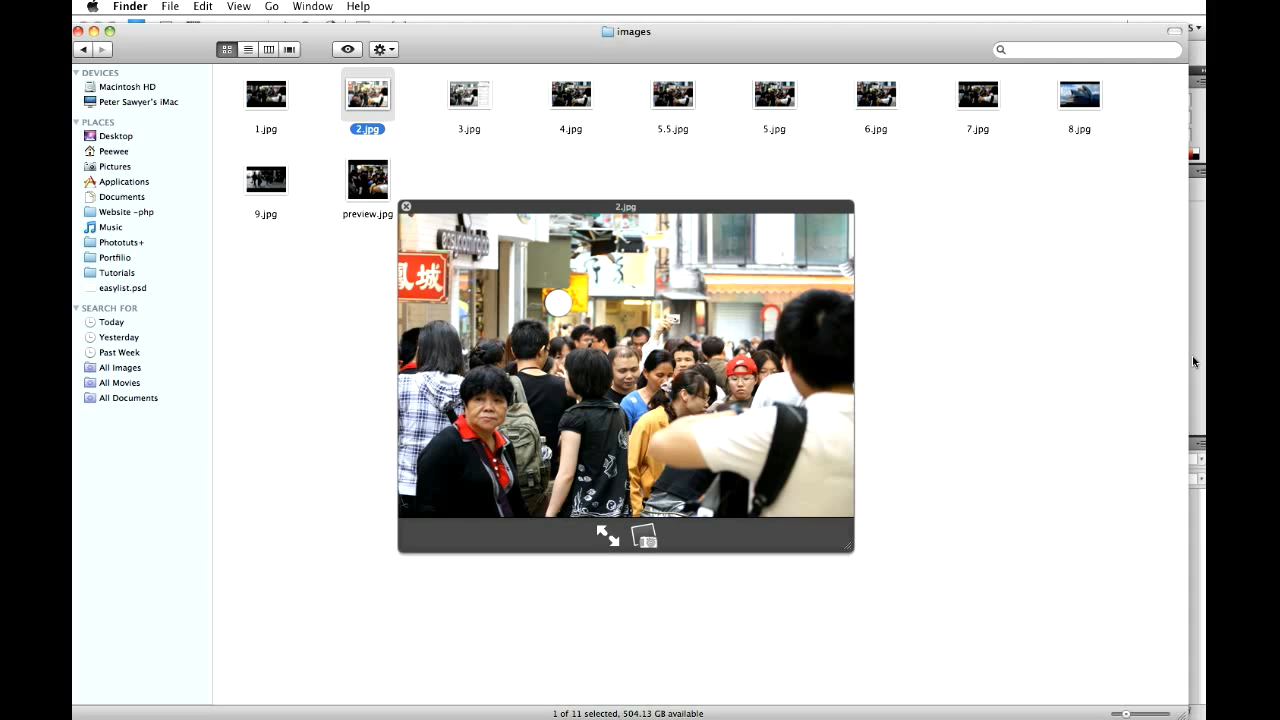 Finder File Edit View Go Window Help
images
DEVICES
Macintosh HD
Peter Sawyer's iMac
PLACES
Desktop
Peewee
Pictures
Applications
Documents
Website -php
Music
Phototuts+
Portfilio
Tutorials
easylist.psd
SEARCH FOR
Today
Yesterday
Past Week
All Images
All Movies
All Documents
1.jpg 2.jpg 3.jpg 4.jpg 5.5.jpg 5.jpg 6.jpg 7.jpg 8.jpg
9.jpg preview.jpg
2.jpg
鳳城
1 of 11 selected, 504.13 GB available